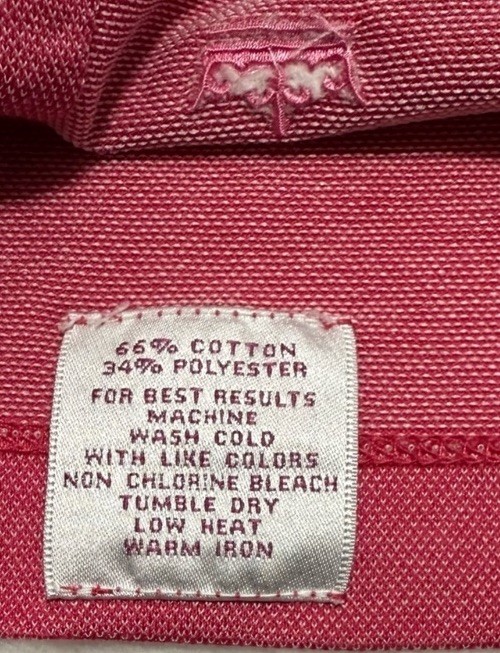 66% COTTON
34% POLYESTER
FOR BEST RESULTS
MACHINE
WASH COLD
WITH LIKE COLORS
NON CHLORINE BLEACH
TUMBLE DRY
LOW HEAT
WARM IRON